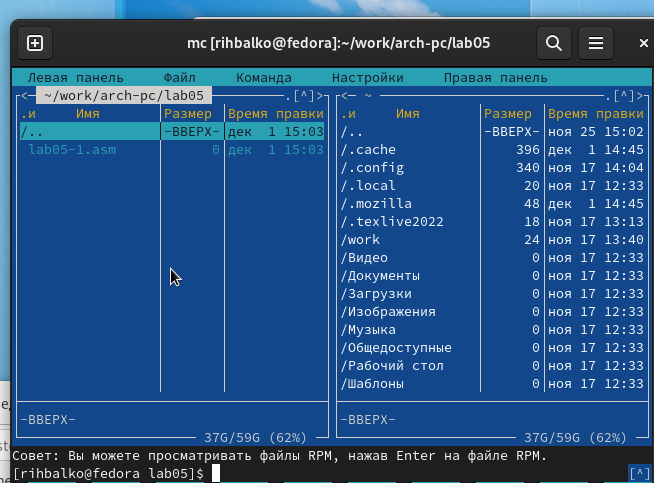 mc [rihbalko@fedora]:~/work/arch-pc/lab05
Левая панель Файл Команда Настройки Правая панель
<— ~/work/arch-pc/lab05 —.[^]>
.и Имя Размер Время правки
/.. -ВВЕРХ- дек 1 15:03
lab05-1.asm 0 дек 1 15:03
-ВВЕРХ-
37G/59G (62%)
<— ~ —.[^]>
.и Имя Размер Время правки
/.. -ВВЕРХ- ноя 25 15:02
/.cache 396 дек 1 14:45
/.config 340 ноя 17 14:04
/.local 20 ноя 17 12:33
/.mozilla 48 дек 1 14:45
/.texlive2022 18 ноя 17 13:13
/work 24 ноя 17 13:40
/Видео 0 ноя 17 12:33
/Документы 0 ноя 17 12:33
/Загрузки 0 ноя 17 12:33
/Изображения 0 ноя 17 12:33
/Музыка 0 ноя 17 12:33
/Общедоступные 0 ноя 17 12:33
/Рабочий стол 0 ноя 17 12:33
/Шаблоны 0 ноя 17 12:33
-ВВЕРХ-
37G/59G (62%)
Совет: Вы можете просматривать файлы RPM, нажав Enter на файле RPM.
[rihbalko@fedora lab05]$ [^]